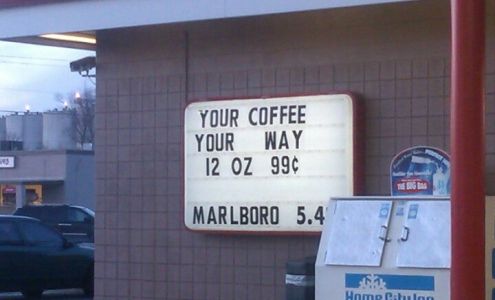 YOUR COFFEE
YOUR WAY
12 OZ 99¢
MARLBORO 5.4
THE BIG BAG
Home City Ice